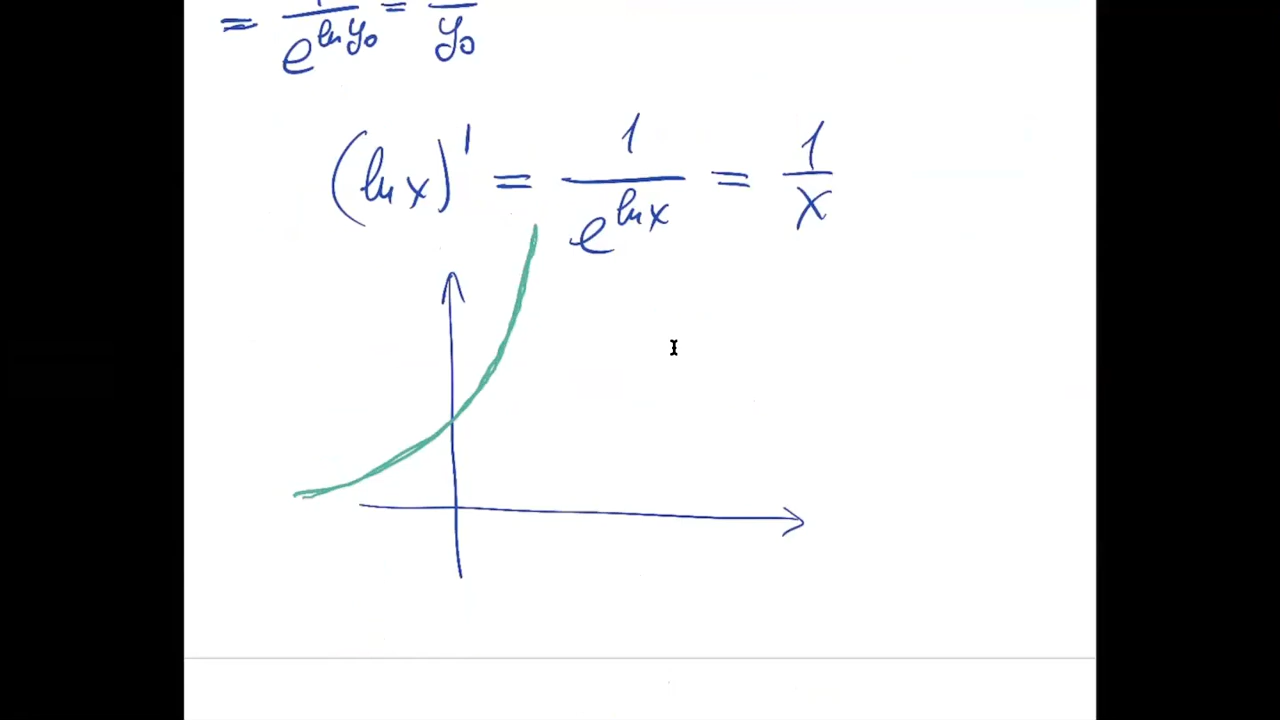 = 1/e^{ln y₀} = 1/y₀
(ln x)' = 1/e^{ln x} = 1/x